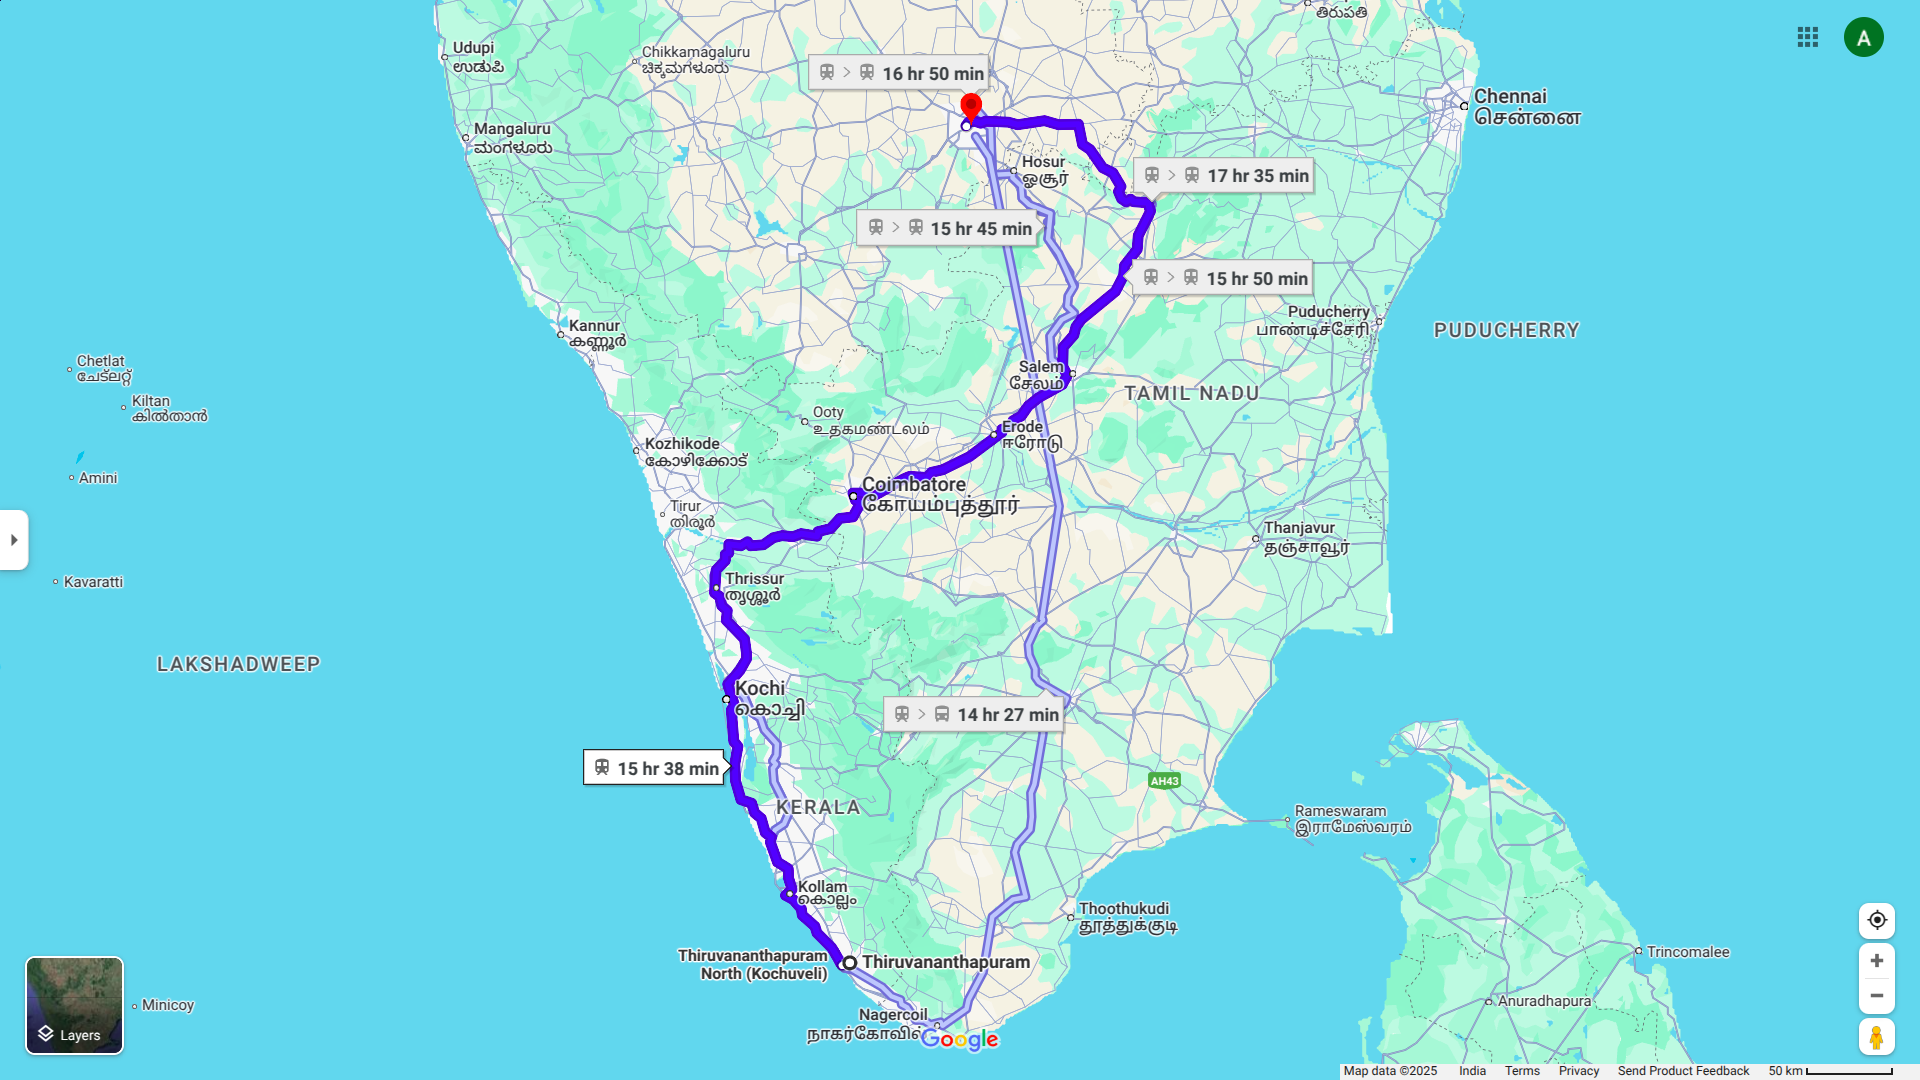 திருபதி
Udupi
ಉಡುಪಿ
Chikkamagaluru
ಚಿಕ್ಕಮಗಳೂರು
A
16 hr 50 min
Chennai
சென்னை
Mangaluru
ಮಂಗಳೂರು
Hosur
ஓசூர்
17 hr 35 min
15 hr 45 min
15 hr 50 min
Kannur
കണ്ണൂർ
Puducherry
பாண்டிச்சேரி
PUDUCHERRY
Chetlat
ചേട്ലറ്റ്
Kiltan
കിൽതാൻ
Salem
சேலம்
TAMIL NADU
Ooty
உதகமண்டலம்
Erode
ஈரோடு
Kozhikode
കോഴിക്കോട്
Amini
Coimbatore
கோயம்புத்தூர்
Tirur
തിരൂർ
Thanjavur
தஞ்சாவூர்
Kavaratti
Thrissur
തൃശ്ശൂർ
LAKSHADWEEP
Kochi
കൊച്ചി
14 hr 27 min
15 hr 38 min
AH43
KERALA
Rameswaram
இராமேஸ்வரம்
Kollam
കൊല്ലം
Thoothukudi
தூத்துக்குடி
Thiruvananthapuram
North (Kochuveli)
Thiruvananthapuram
Trincomalee
Minicoy
Anuradhapura
Nagercoil
Layers
Google
Map data ©2025 India Terms Privacy Send Product Feedback 50 km